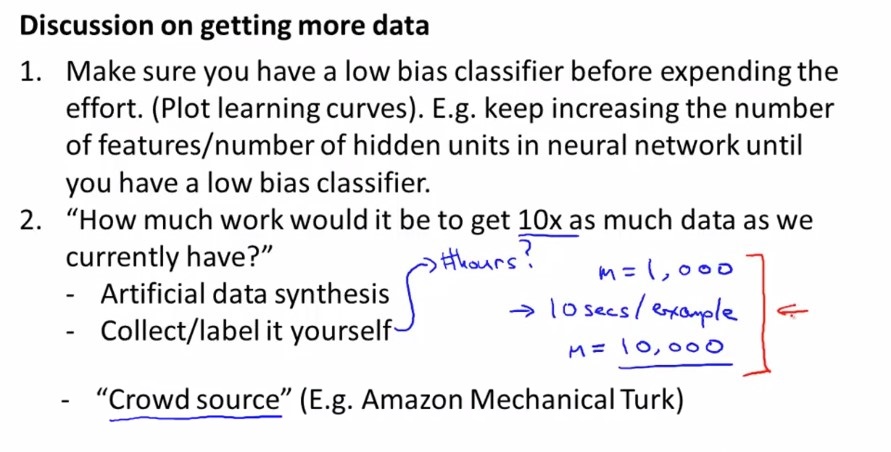 Discussion on getting more data
1. Make sure you have a low bias classifier before expending the
effort. (Plot learning curves). E.g. keep increasing the number
of features/number of hidden units in neural network until
you have a low bias classifier.
2. “How much work would it be to get 10x as much data as we
currently have?”
#hours?
m = 1,000
- Artificial data synthesis
→ 10 secs/example
- Collect/label it yourself
m = 10,000
- “Crowd source” (E.g. Amazon Mechanical Turk)